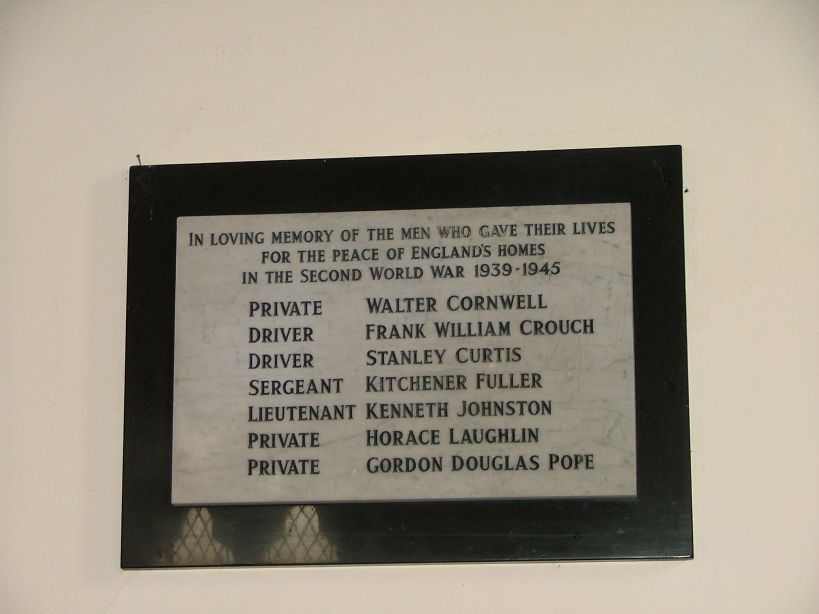 IN LOVING MEMORY OF THE MEN WHO GAVE THEIR LIVES
FOR THE PEACE OF ENGLAND'S HOMES
IN THE SECOND WORLD WAR 1939-1945
PRIVATE WALTER CORNWELL
DRIVER FRANK WILLIAM CROUCH
DRIVER STANLEY CURTIS
SERGEANT KITCHENER FULLER
LIEUTENANT KENNETH JOHNSTON
PRIVATE HORACE LAUGHLIN
PRIVATE GORDON DOUGLAS POPE